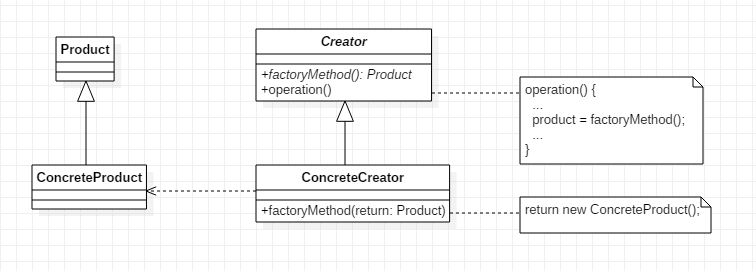 Product
Creator
+factoryMethod(): Product
+operation()
operation() {
...
product = factoryMethod();
...
}
ConcreteProduct
ConcreteCreator
+factoryMethod(return: Product)
return new ConcreteProduct();